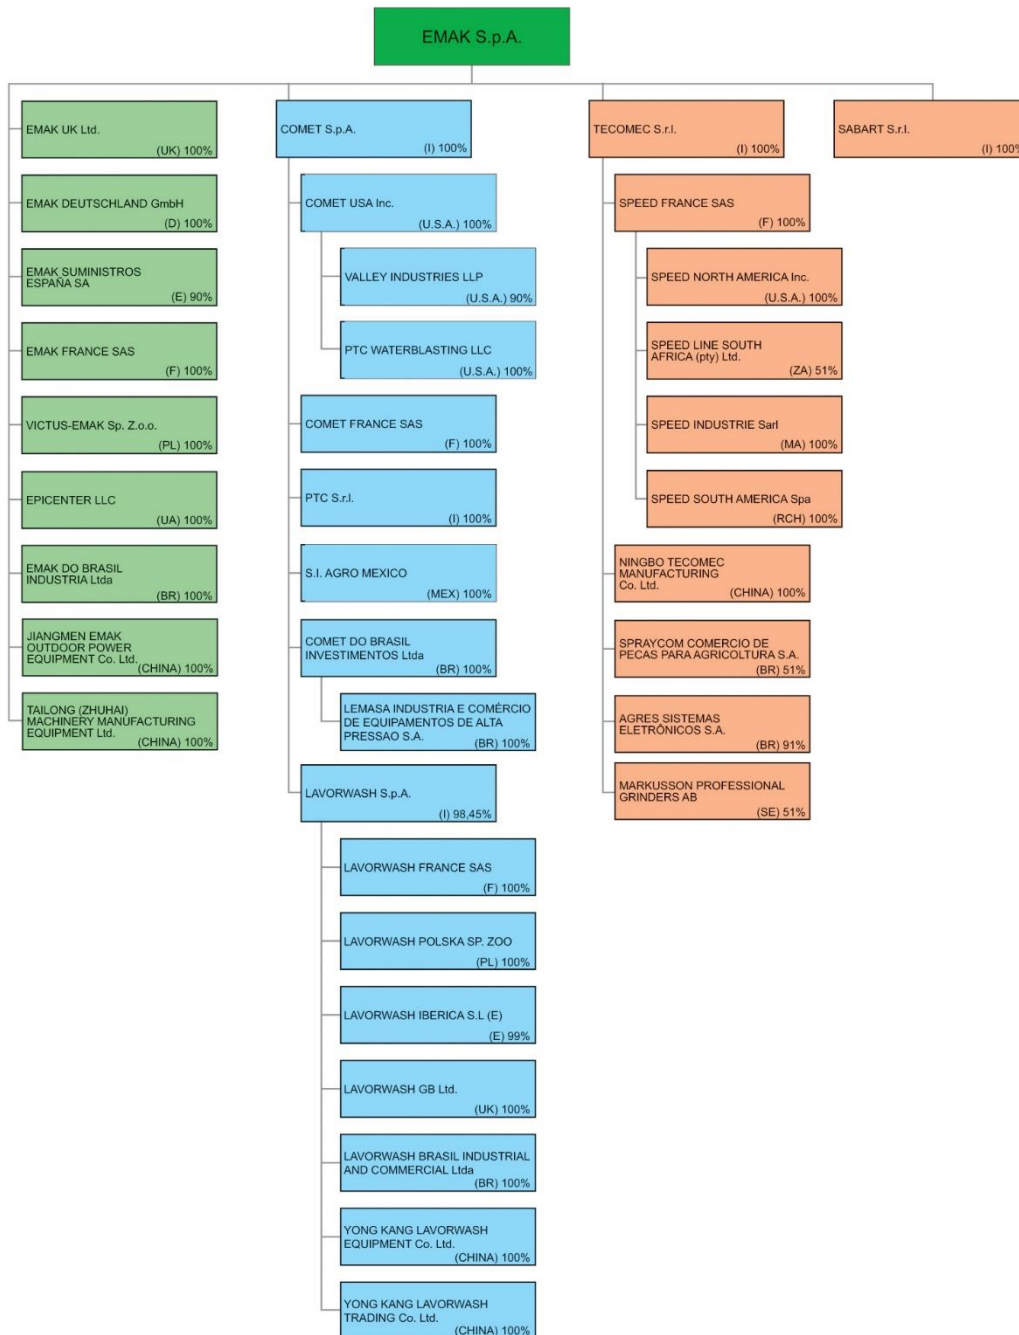 EMAK S.p.A.
EMAK UK Ltd.
(UK) 100%
EMAK DEUTSCHLAND GmbH
(D) 100%
EMAK SUMINISTROS
ESPAÑA SA
(E) 90%
EMAK FRANCE SAS
(F) 100%
VICTUS-EMAK Sp. Z.o.o.
(PL) 100%
EPICENTER LLC
(UA) 100%
EMAK DO BRASIL
INDUSTRIA Ltda
(BR) 100%
JIANGMEN EMAK
OUTDOOR POWER
EQUIPMENT Co. Ltd.
(CHINA) 100%
TAILONG (ZHUHAI)
MACHINERY MANUFACTURING
EQUIPMENT Ltd.
(CHINA) 100%
COMET S.p.A.
(I) 100%
COMET USA Inc.
(U.S.A.) 100%
VALLEY INDUSTRIES LLP
(U.S.A.) 90%
PTC WATERBLASTING LLC
(U.S.A.) 100%
COMET FRANCE SAS
(F) 100%
PTC S.r.l.
(I) 100%
S.I. AGRO MEXICO
(MEX) 100%
COMET DO BRASIL
INVESTIMENTOS Ltda
(BR) 100%
LEMASA INDUSTRIA E COMÉRCIO
DE EQUIPAMENTOS DE ALTA
PRESSAO S.A.
(BR) 100%
LAVORWASH S.p.A.
(I) 98,45%
LAVORWASH FRANCE SAS
(F) 100%
LAVORWASH POLSKA SP. ZOO
(PL) 100%
LAVORWASH IBERICA S.L (E)
(E) 99%
LAVORWASH GB Ltd.
(UK) 100%
LAVORWASH BRASIL INDUSTRIAL
AND COMMERCIAL Ltda
(BR) 100%
YONG KANG LAVORWASH
EQUIPMENT Co. Ltd.
(CHINA) 100%
YONG KANG LAVORWASH
TRADING Co. Ltd.
(CHINA) 100%
TECOMEC S.r.l.
(I) 100%
SPEED FRANCE SAS
(F) 100%
SPEED NORTH AMERICA Inc.
(U.S.A.) 100%
SPEED LINE SOUTH
AFRICA (pty) Ltd.
(ZA) 51%
SPEED INDUSTRIE Sarl
(MA) 100%
SPEED SOUTH AMERICA Spa
(RCH) 100%
NINGBO TECOMEC
MANUFACTURING
Co. Ltd.
(CHINA) 100%
SPRAYCOM COMERCIO DE
PECAS PARA AGRICOLTURA S.A.
(BR) 51%
AGRES SISTEMAS
ELETRÔNICOS S.A.
(BR) 91%
MARKUSSON PROFESSIONAL
GRINDERS AB
(SE) 51%
SABART S.r.l.
(I) 100%